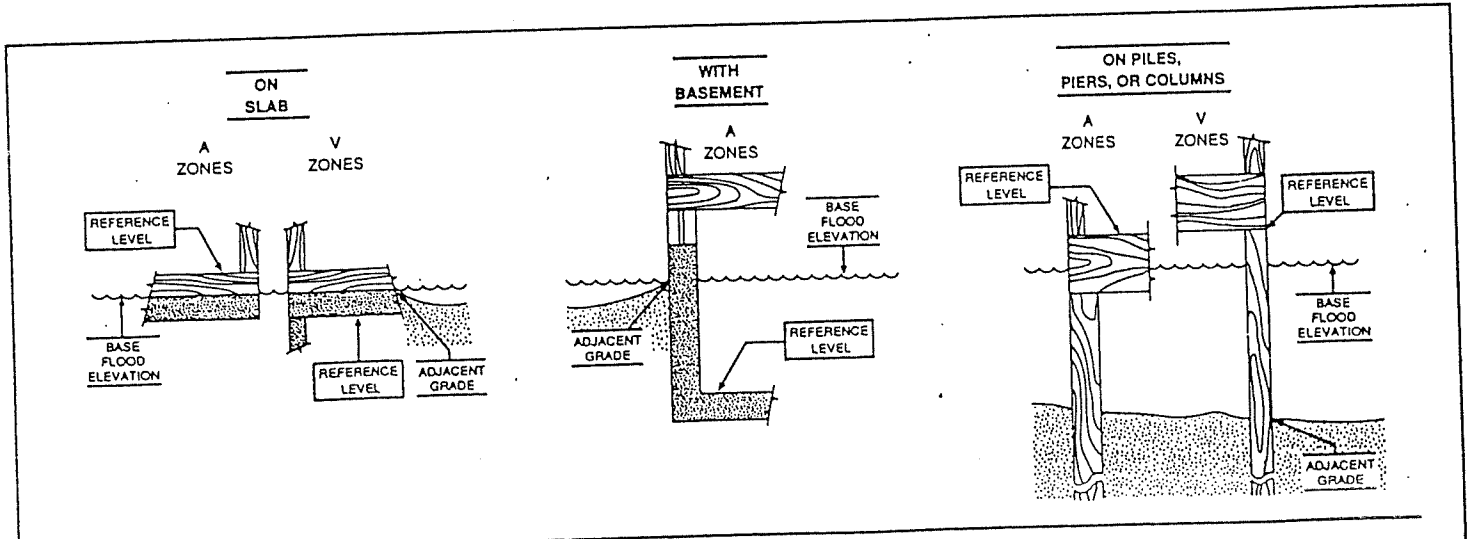 ON
SLAB
A
ZONES
V
ZONES
REFERENCE
LEVEL
BASE
FLOOD
ELEVATION
REFERENCE
LEVEL
ADJACENT
GRADE
WITH
BASEMENT
A
ZONES
BASE
FLOOD
ELEVATION
ADJACENT
GRADE
REFERENCE
LEVEL
ON PILES,
PIERS, OR COLUMNS
A
ZONES
V
ZONES
REFERENCE
LEVEL
REFERENCE
LEVEL
BASE
FLOOD
ELEVATION
ADJACENT
GRADE